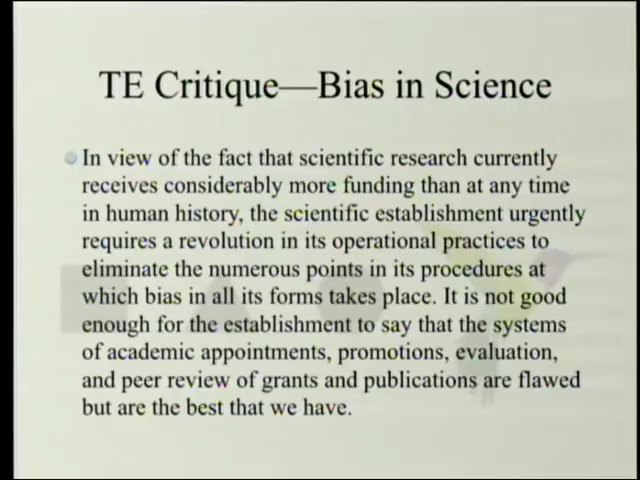 TE Critique—Bias in Science
In view of the fact that scientific research currently
receives considerably more funding than at any time
in human history, the scientific establishment urgently
requires a revolution in its operational practices to
eliminate the numerous points in its procedures at
which bias in all its forms takes place. It is not good
enough for the establishment to say that the systems
of academic appointments, promotions, evaluation,
and peer review of grants and publications are flawed
but are the best that we have.